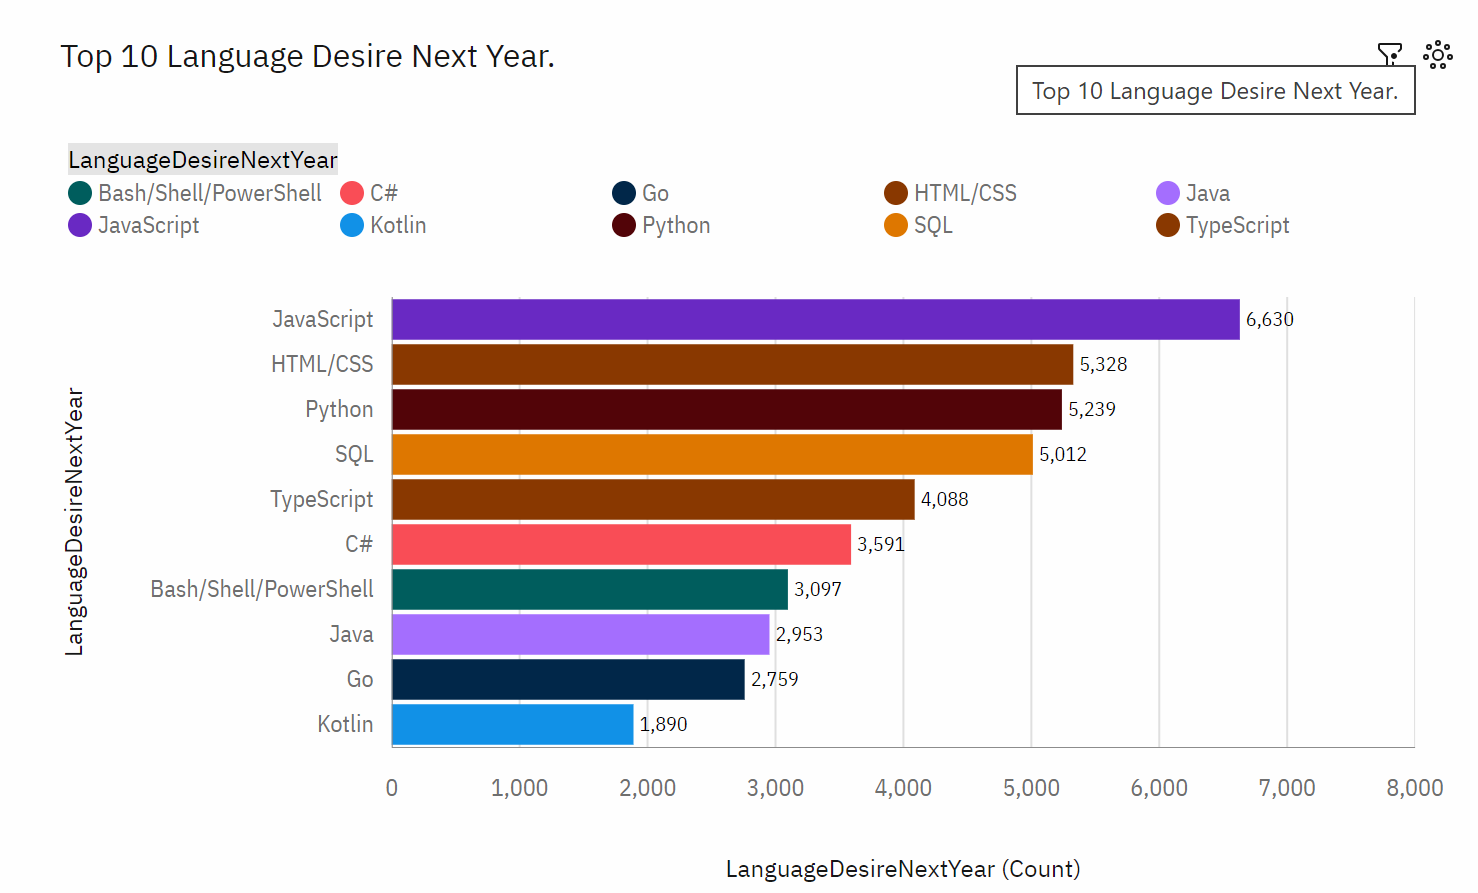 Top 10 Language Desire Next Year.
Top 10 Language Desire Next Year.
LanguageDesireNextYear
Bash/Shell/PowerShell C# Go HTML/CSS Java
JavaScript Kotlin Python SQL TypeScript
LanguageDesireNextYear
JavaScript 6,630
HTML/CSS 5,328
Python 5,239
SQL 5,012
TypeScript 4,088
C# 3,591
Bash/Shell/PowerShell 3,097
Java 2,953
Go 2,759
Kotlin 1,890
0 1,000 2,000 3,000 4,000 5,000 6,000 7,000 8,000
LanguageDesireNextYear (Count)